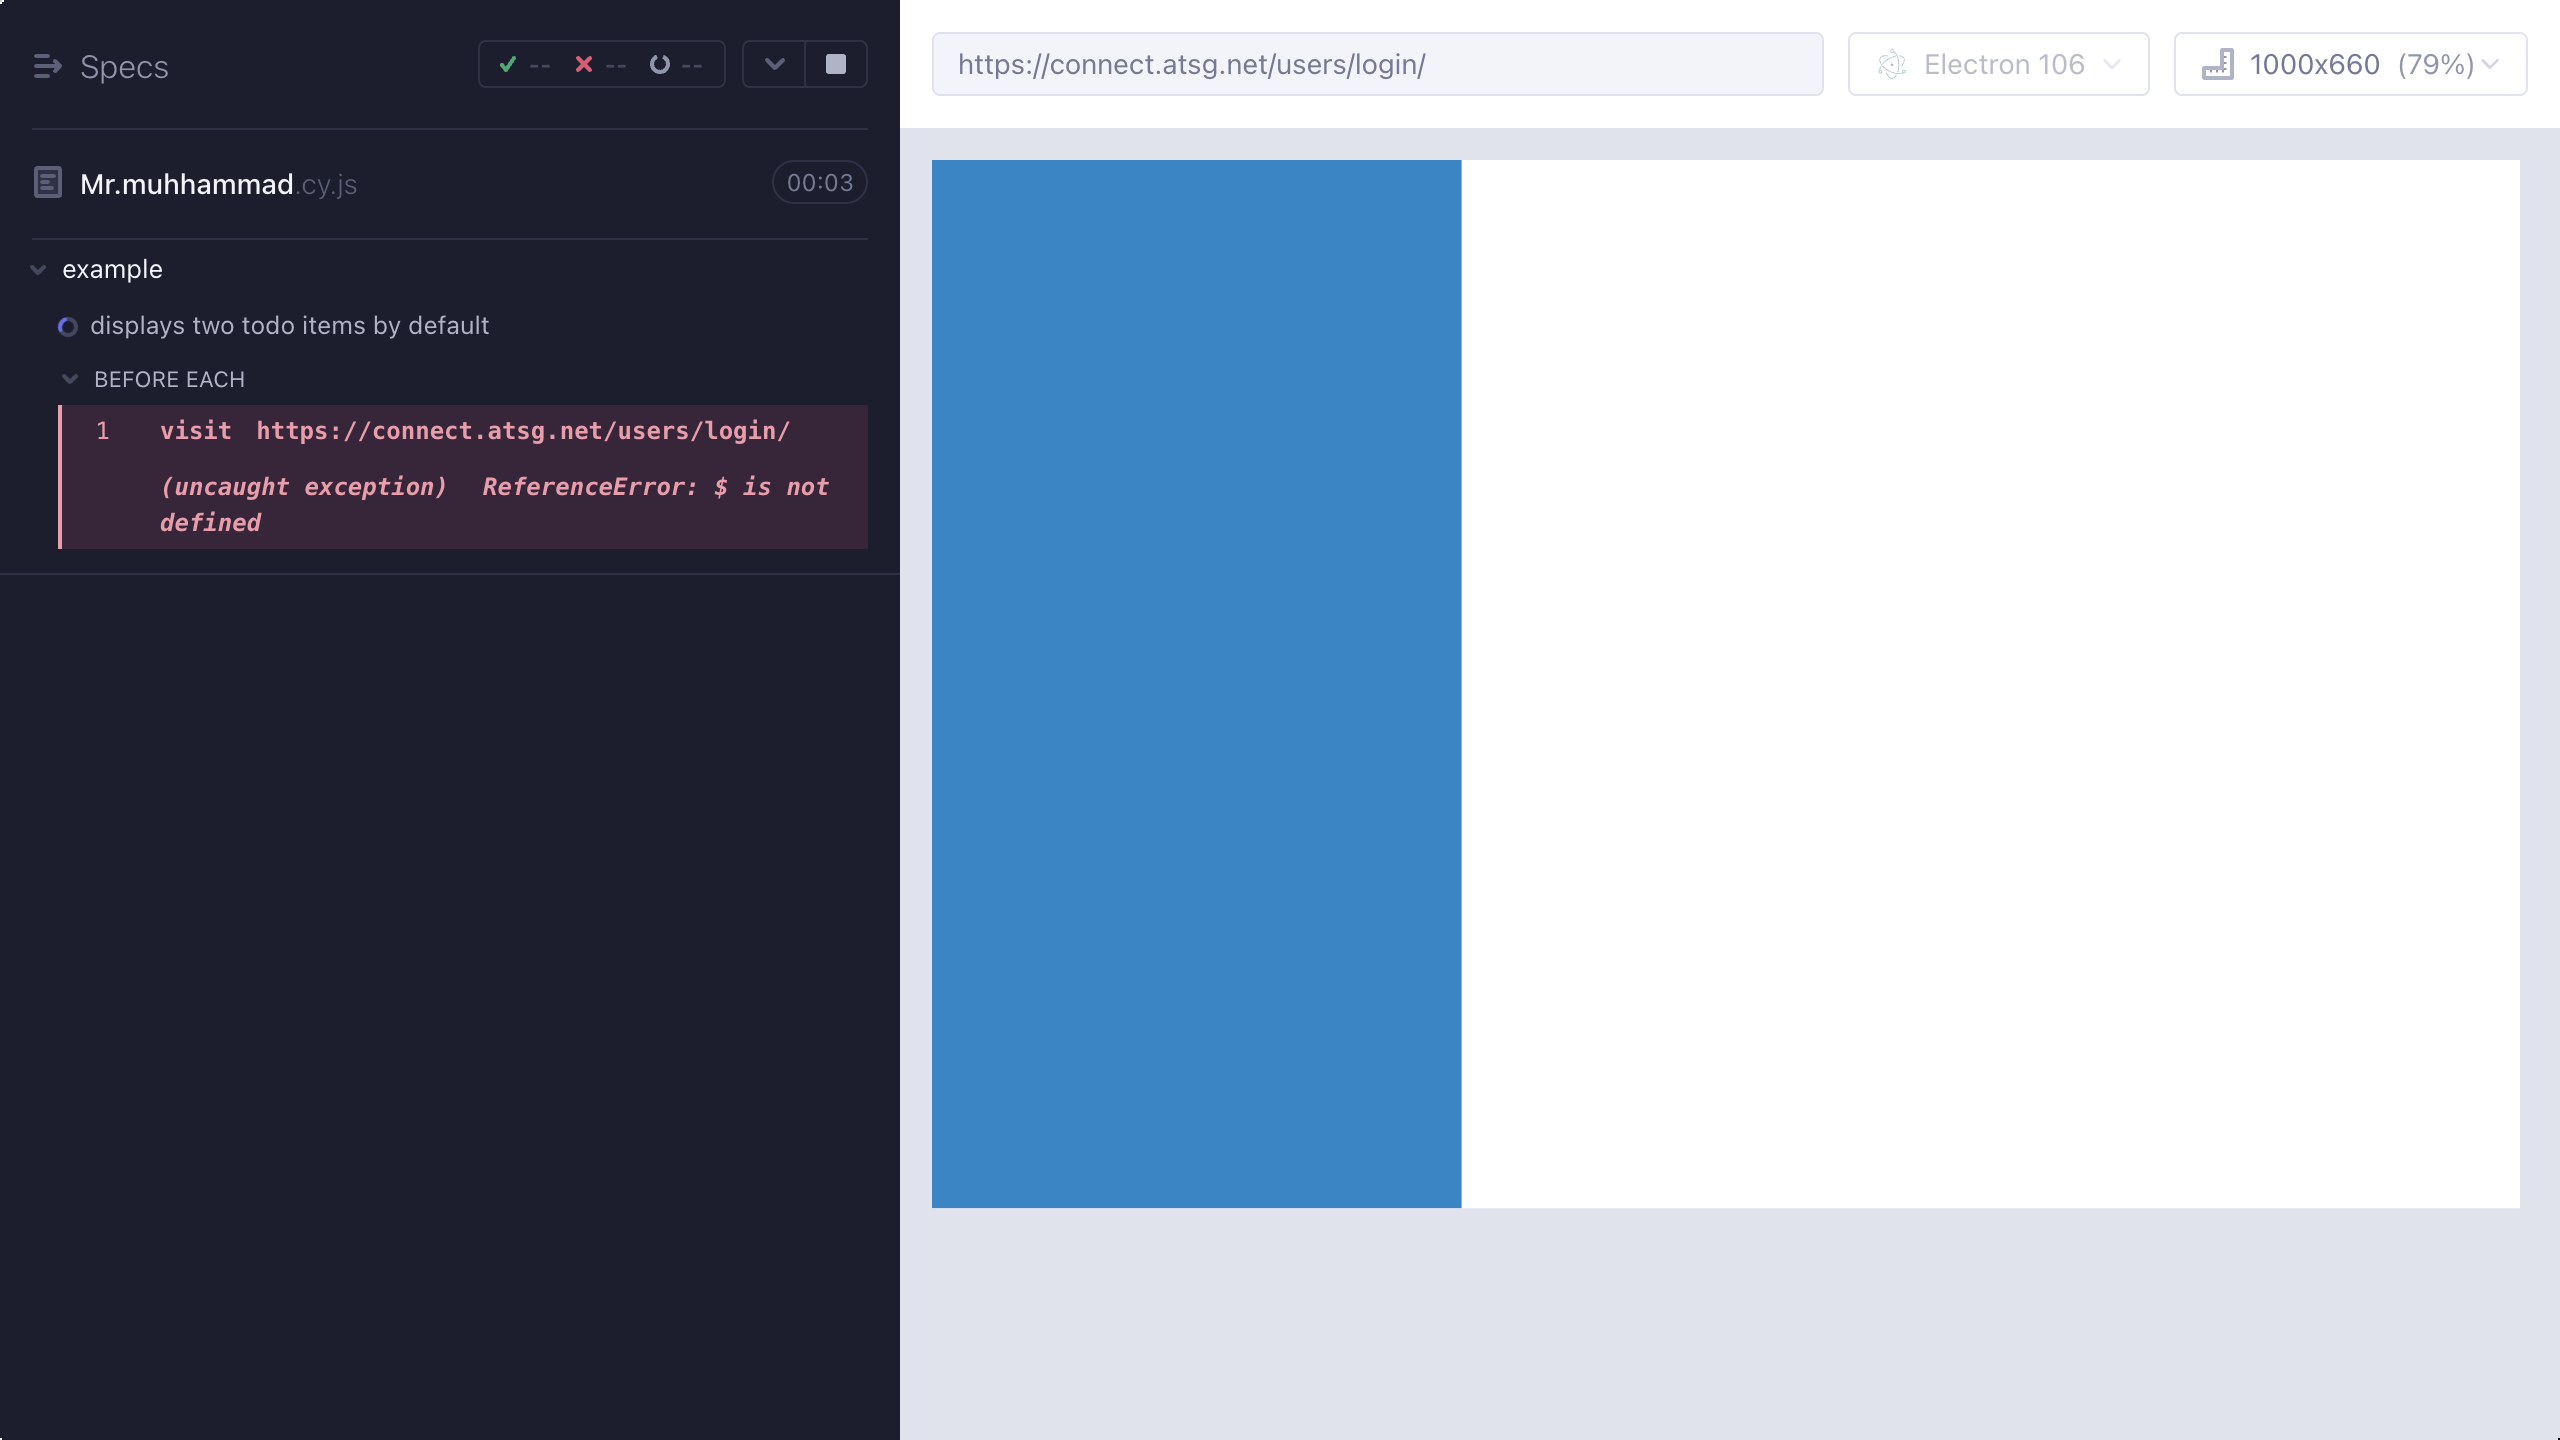 Specs
-- -- --
Mr.muhhammad.cy.js
00:03
example
displays two todo items by default
BEFORE EACH
1 visit https://connect.atsg.net/users/login/
(uncaught exception) ReferenceError: $ is not
defined
https://connect.atsg.net/users/login/
Electron 106
1000x660 (79%)